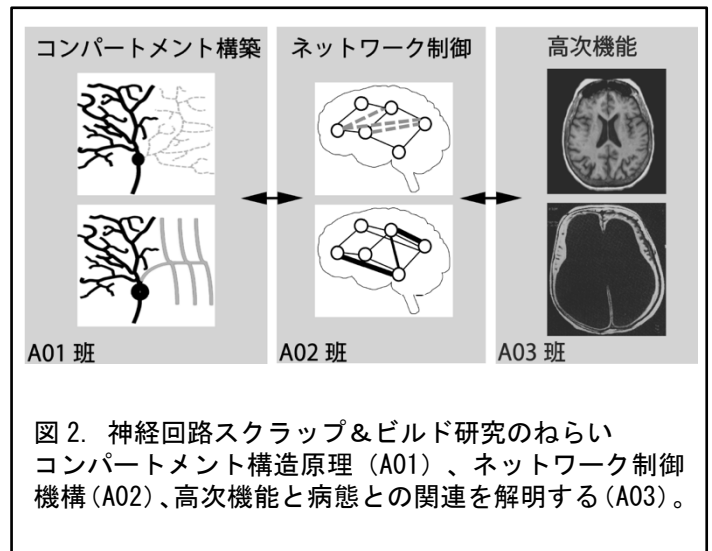 コンパートメント構築
ネットワーク制御
高次機能
A01 班
A02 班
A03 班
図 2. 神経回路スクラップ＆ビルド研究のねらい
コンパートメント構造原理（A01）、ネットワーク制御
機構（A02）、高次機能と病態との関連を解明する（A03）。